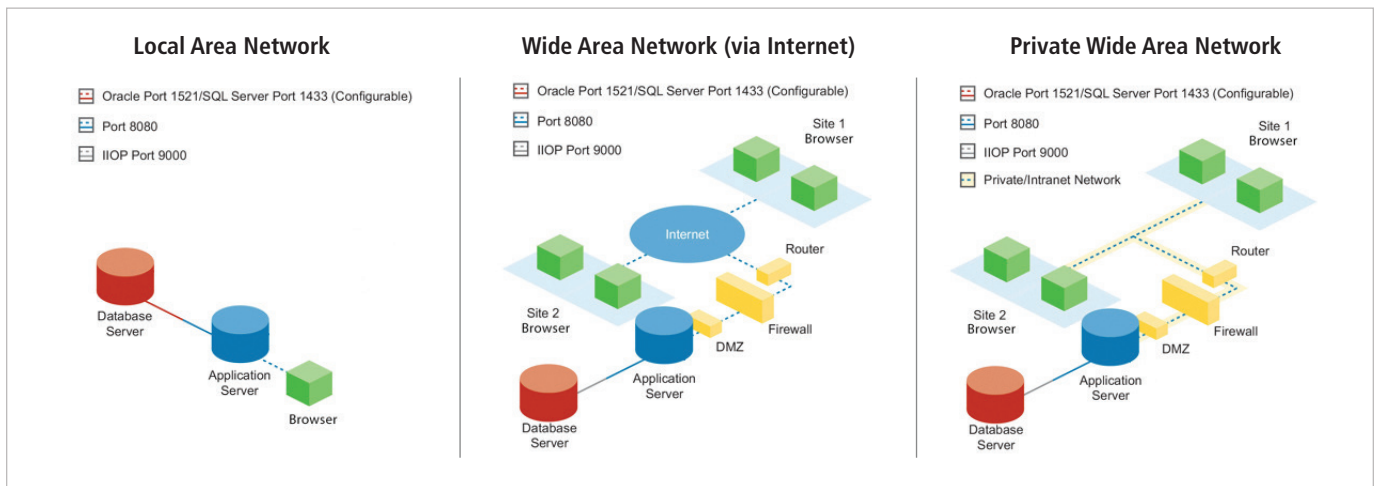 Local Area Network
Oracle Port 1521/SQL Server Port 1433 (Configurable)
Port 8080
IIOP Port 9000
Database
Server
Application
Server
Browser
Wide Area Network (via Internet)
Oracle Port 1521/SQL Server Port 1433 (Configurable)
Port 8080
IIOP Port 9000
Site 1
Browser
Internet
Router
Site 2
Browser
Firewall
DMZ
Application
Server
Database
Server
Private Wide Area Network
Oracle Port 1521/SQL Server Port 1433 (Configurable)
Port 8080
IIOP Port 9000
Private/Intranet Network
Site 1
Browser
Router
Site 2
Browser
Firewall
DMZ
Application
Server
Database
Server